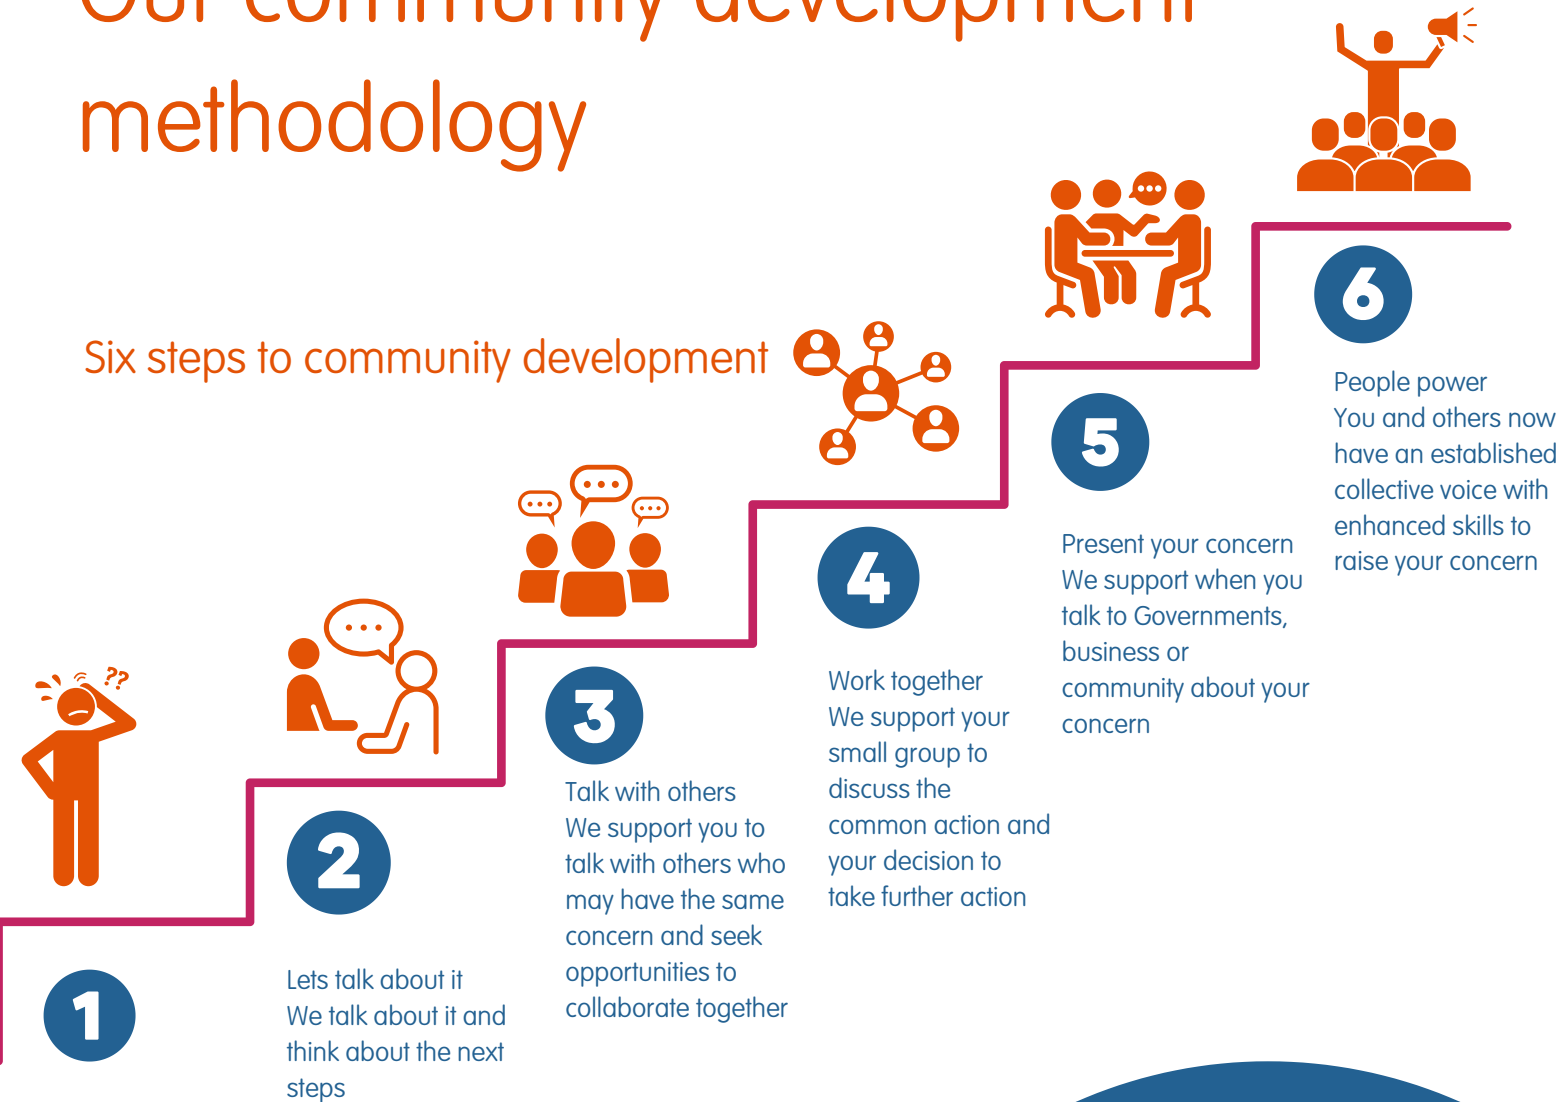 Our community development
methodology
Six steps to community development
??
1
2
Lets talk about it
We talk about it and
think about the next
steps
3
Talk with others
We support you to
talk with others who
may have the same
concern and seek
opportunities to
collaborate together
4
Work together
We support your
small group to
discuss the
common action and
your decision to
take further action
5
Present your concern
We support when you
talk to Governments,
business or
community about your
concern
6
People power
You and others now
have an established
collective voice with
enhanced skills to
raise your concern